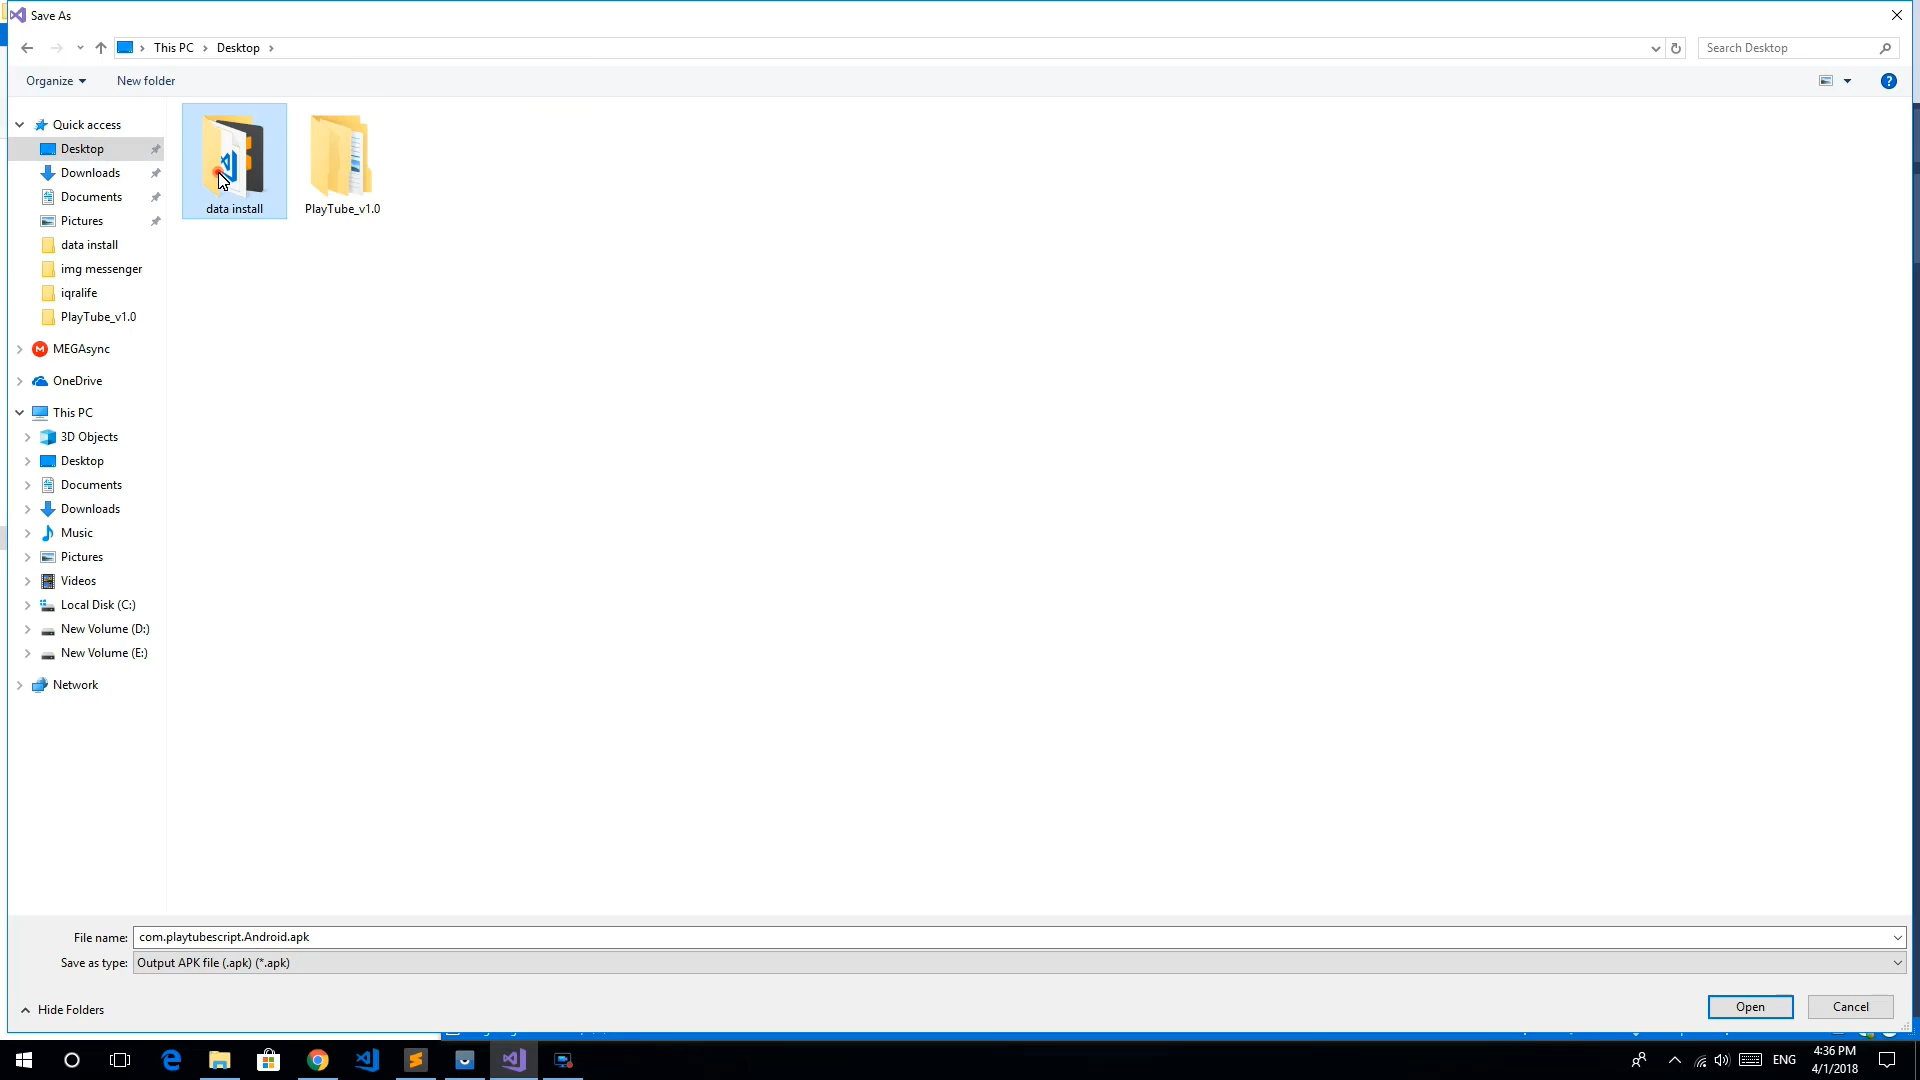 Save As
This PC
Desktop
Search Desktop
Organize
New folder
Quick access
Desktop
Downloads
Documents
Pictures
data install
img messenger
iqralife
PlayTube_v1.0
MEGAsync
OneDrive
This PC
3D Objects
Desktop
Documents
Downloads
Music
Pictures
Videos
Local Disk (C:)
New Volume (D:)
New Volume (E:)
Network
data install
PlayTube_v1.0
File name: com.playtubescript.Android.apk
Save as type: Output APK file (.apk) (*.apk)
Hide Folders
Open
Cancel
ENG
4:36 PM
4/1/2018